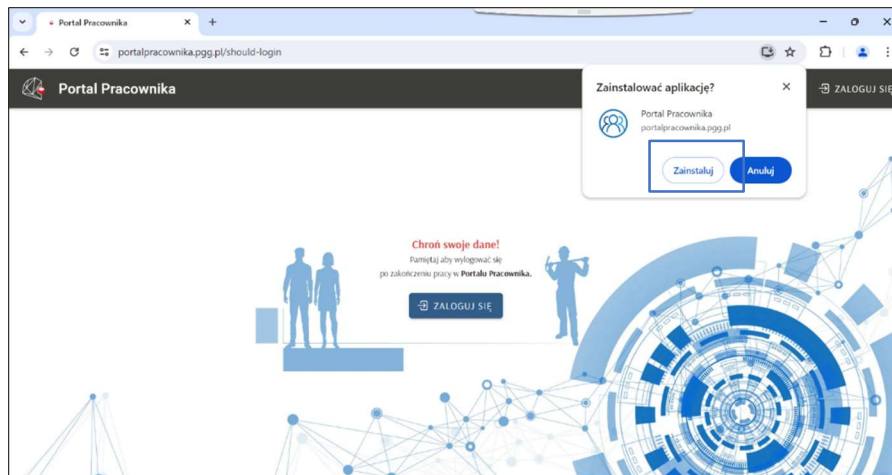 Portal Pracownika
portalpracownika.pgg.pl/should-login
Portal Pracownika
ZALOGUJ SIĘ
Zainstalować aplikację?
Portal Pracownika
portalpracownika.pgg.pl
Zainstaluj
Anuluj
Chroń swoje dane!
Pamiętaj aby wylogować się
po zakończeniu pracy w Portalu Pracownika.
ZALOGUJ SIĘ